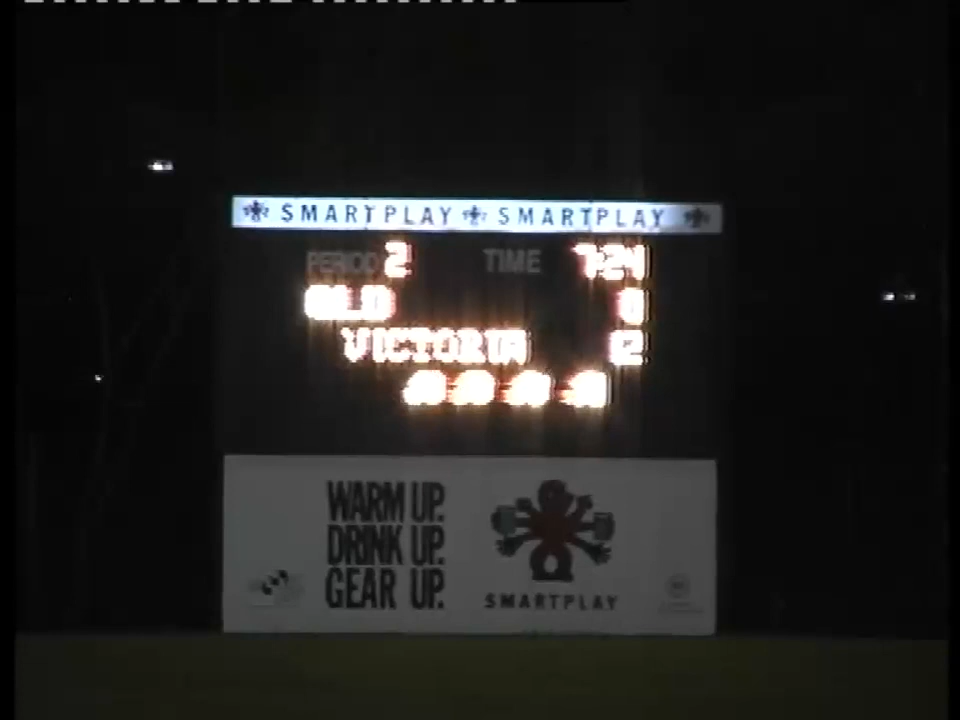 SMARTPLAY SMARTPLAY
PERIOD 2 TIME 7:24
QLD 0
VICTORIA 12
WARM UP.
DRINK UP.
GEAR UP.
SMARTPLAY